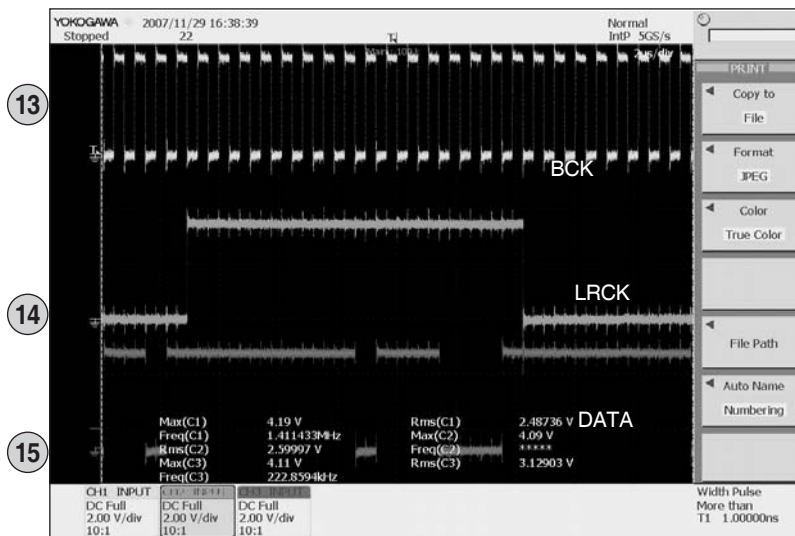 YOKOGAWA 2007/11/29 16:38:39
Stopped 22
Normal
IntP 5GS/s
2us/div
PRINT
Copy to
File
Format
JPEG
Color
True Color
File Path
Auto Name
Numbering
13
BCK
14
LRCK
15
DATA
Max(C1) 4.19 V
Freq(C1) 1.411433MHz
Rms(C2) 2.59997 V
Max(C3) 4.11 V
Freq(C3) 222.8594kHz
Rms(C1) 2.48736 V
Max(C2) 4.09 V
Freq(C2) *****
Rms(C3) 3.12903 V
CH1 INPUT
DC Full
2.00 V/div
10:1
CH2 INPUT
DC Full
2.00 V/div
10:1
CH3 INPUT
DC Full
2.00 V/div
10:1
Width Pulse
More than
T1 1.00000ns